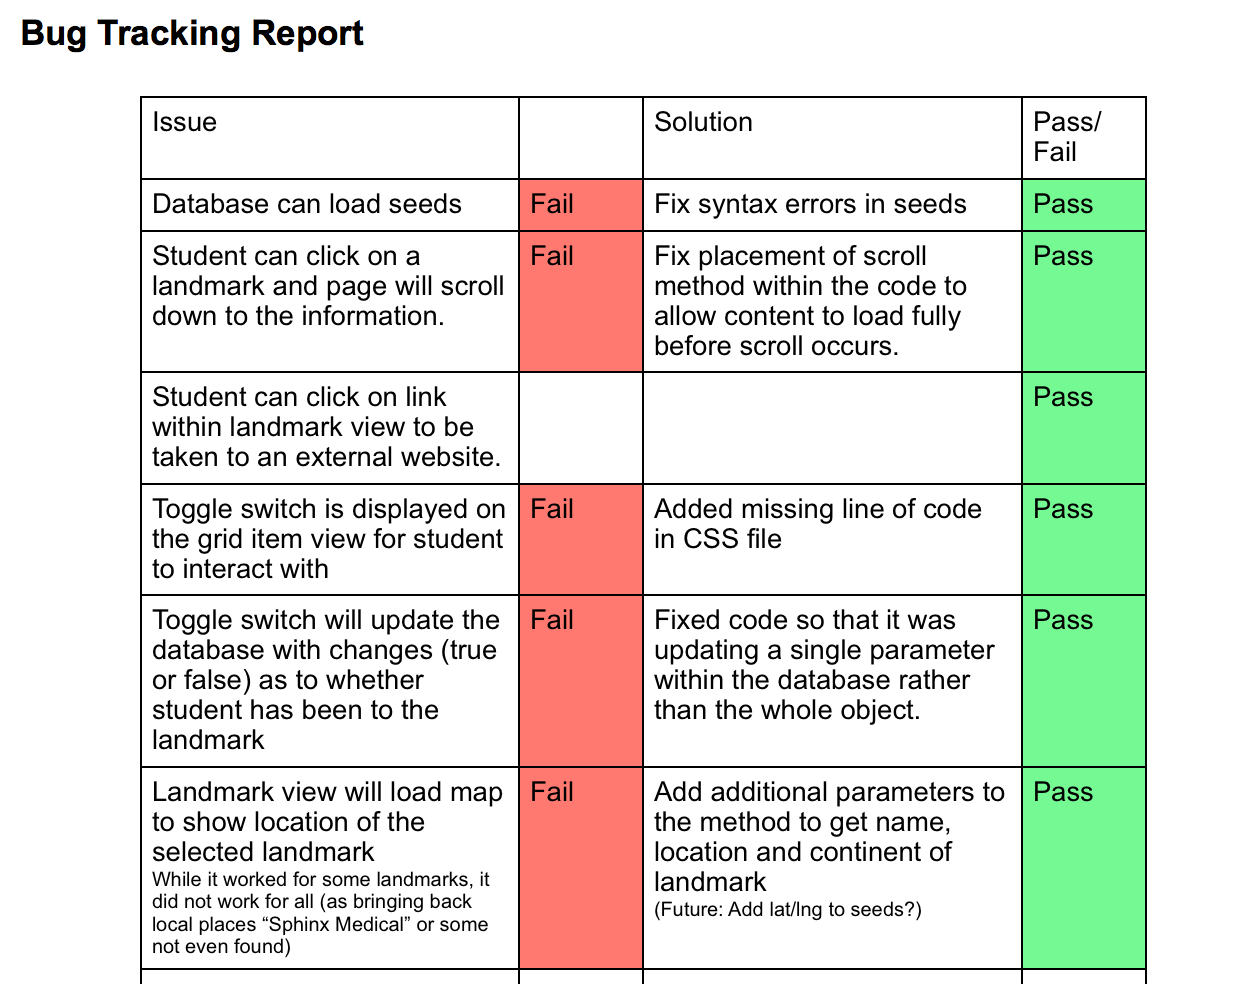 Bug Tracking Report
Issue
Solution
Pass/
Fail
Database can load seeds
Fail
Fix syntax errors in seeds
Pass
Student can click on a
landmark and page will scroll
down to the information.
Fail
Fix placement of scroll
method within the code to
allow content to load fully
before scroll occurs.
Pass
Student can click on link
within landmark view to be
taken to an external website.
Pass
Toggle switch is displayed on
the grid item view for student
to interact with
Fail
Added missing line of code
in CSS file
Pass
Toggle switch will update the
database with changes (true
or false) as to whether
student has been to the
landmark
Fail
Fixed code so that it was
updating a single parameter
within the database rather
than the whole object.
Pass
Landmark view will load map
to show location of the
selected landmark
While it worked for some landmarks, it
did not work for all (as bringing back
local places “Sphinx Medical” or some
not even found)
Fail
Add additional parameters to
the method to get name,
location and continent of
landmark
(Future: Add lat/lng to seeds?)
Pass